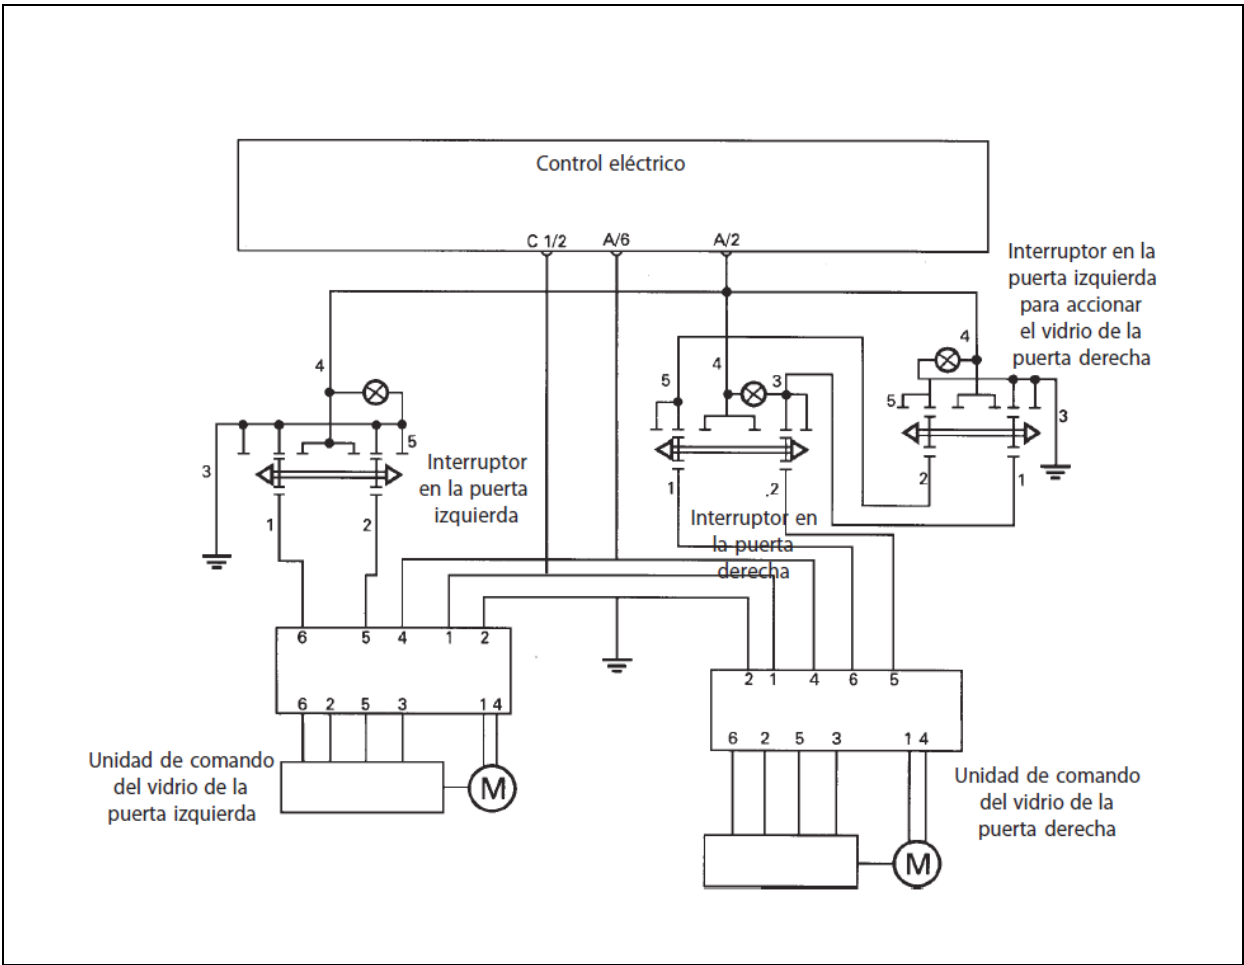 Control eléctrico
C 1/2 A/6 A/2
Interruptor en la
puerta izquierda
para accionar
el vidrio de la
puerta derecha
4
4
4
5
3
5
3
5
3
Interruptor
en la puerta
izquierda
1
2
1
.2
2
1
Interruptor en
la puerta
derecha
6 5 4 1 2
2 1 4 6 5
6 2 5 3 1 4
6 2 5 3 1 4
Unidad de comando
del vidrio de la
puerta izquierda
M
Unidad de comando
del vidrio de la
puerta derecha
M